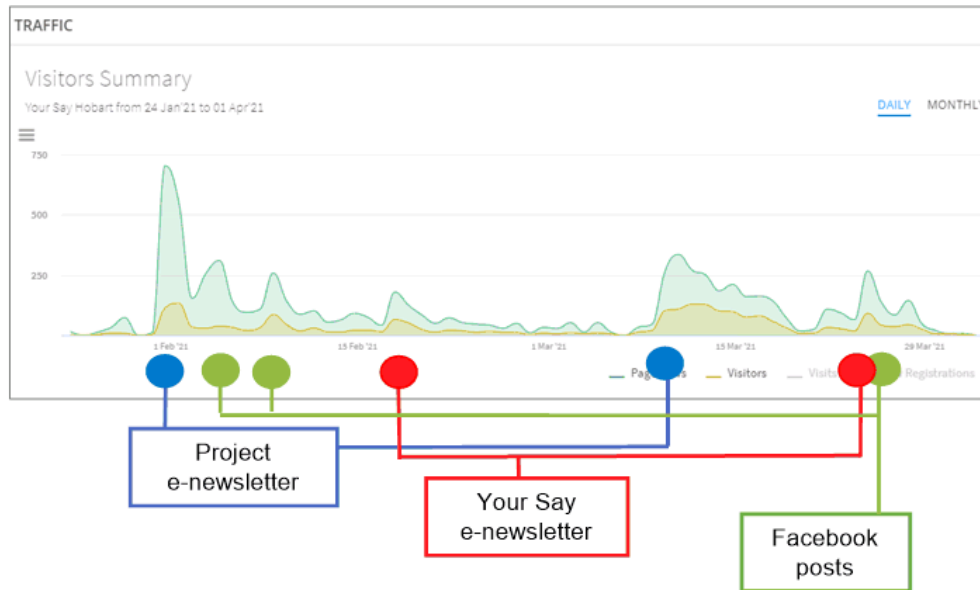 TRAFFIC
Visitors Summary
Your Say Hobart from 24 Jan'21 to 01 Apr'21
DAILY MONTHLY
750
500
250
1 Feb '21 15 Feb '21 1 Mar '21 15 Mar '21 29 Mar '21
Visitors Registrations
Project
e-newsletter
Your Say
e-newsletter
Facebook
posts